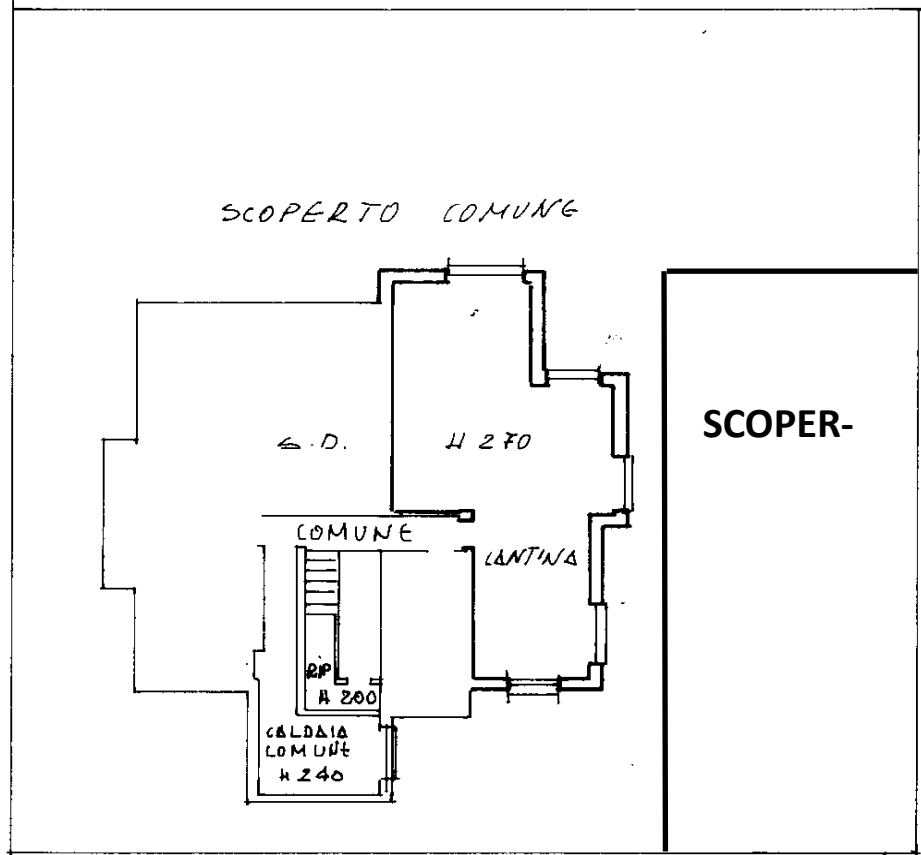 SCOPERTO COMUNE
SCOPER-
H 270
COMUNE
CANTINA
RIP
H 200
CALDAIA
COMUNE
H 240